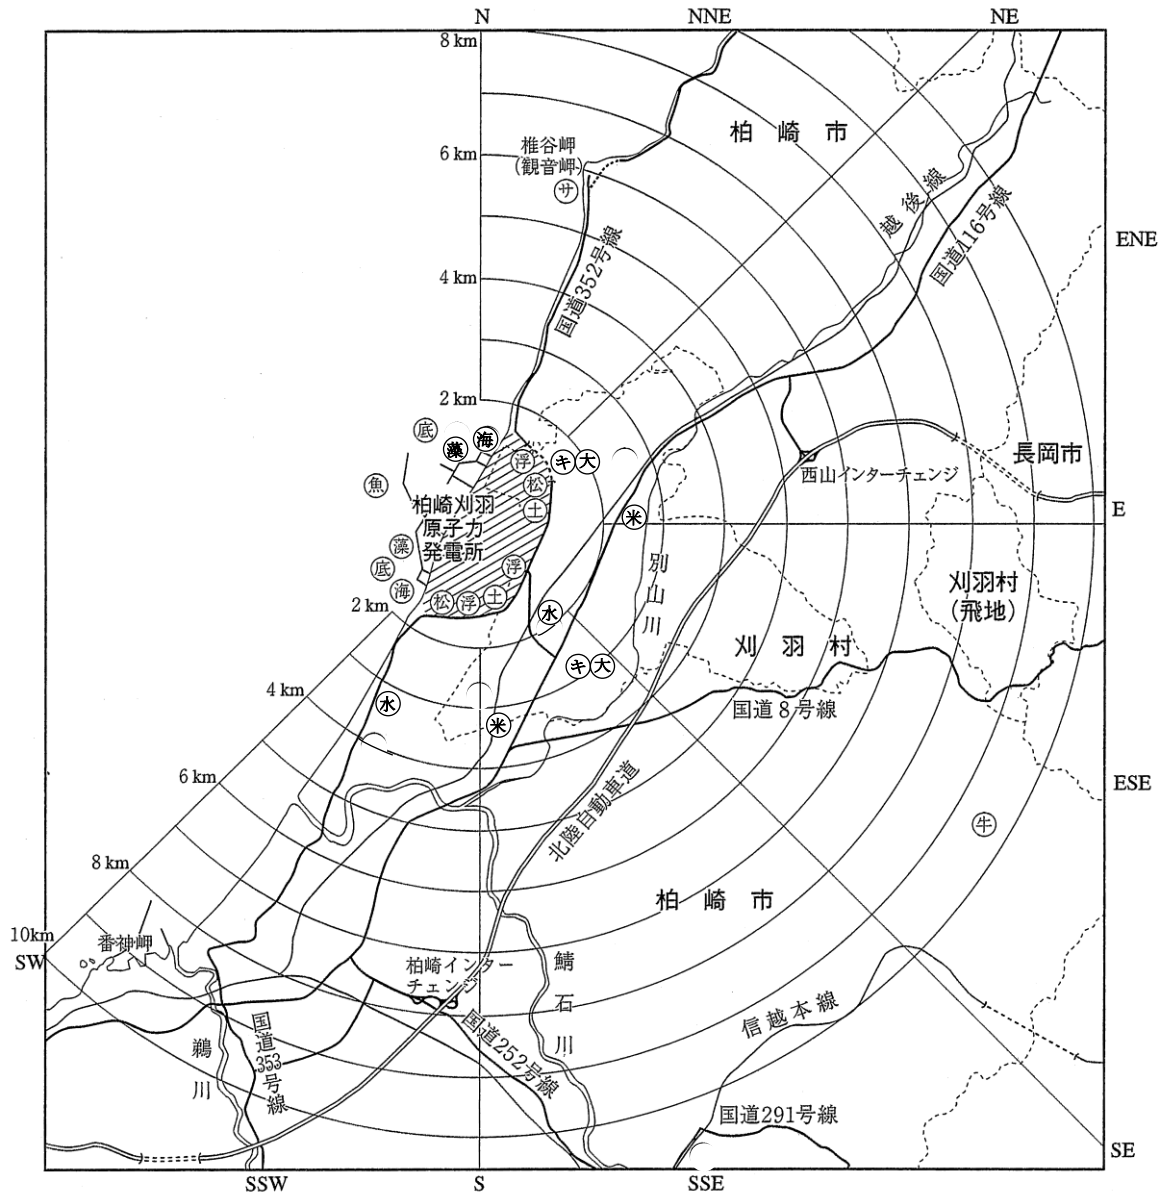 N
NNE
NE
8 km
柏崎市
椎谷岬
(観音岬)
6 km
サ
越後線
国道116号線
ENE
国道352号線
4 km
2 km
底
藻
海
浮
キ
大
長岡市
西山インターチェンジ
魚
松
柏崎刈羽
原子力
発電所
土
米
E
藻
底
海
浮
別山川
刈羽村
(飛地)
2 km
松
浮
土
水
刈羽村
キ
大
4 km
水
米
国道8号線
6 km
北陸自動車道
ESE
牛
8 km
柏崎市
10km
SW
番神岬
柏崎インター
チェンジ
鯖石川
信越本線
国道353号線
鵜川
国道252号線
国道291号線
SE
SSW
S
SSE